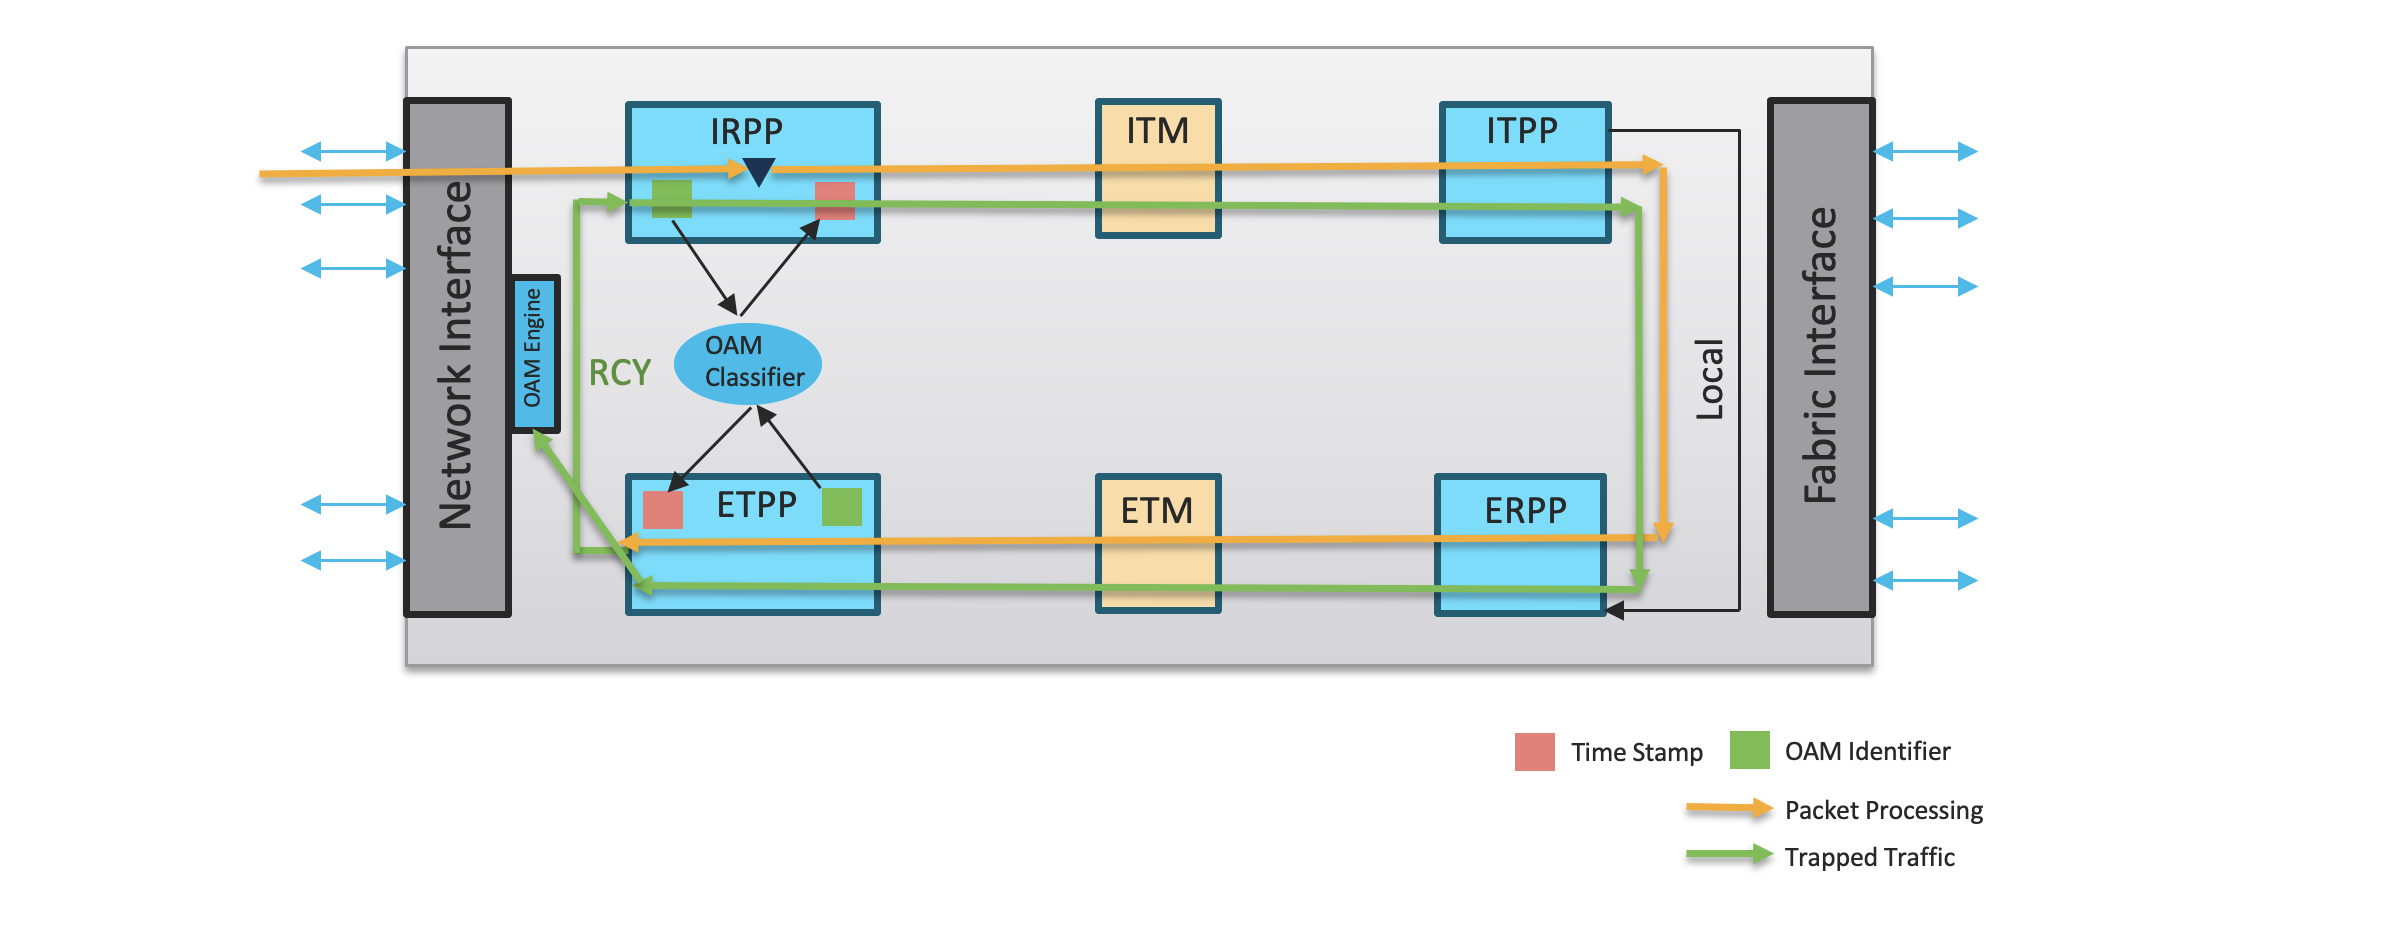 IRPP
ITM
ITPP
Network Interface
OAM Engine
RCY
OAM
Classifier
Local
Fabric Interface
ETPP
ETM
ERPP
Time Stamp
OAM Identifier
Packet Processing
Trapped Traffic